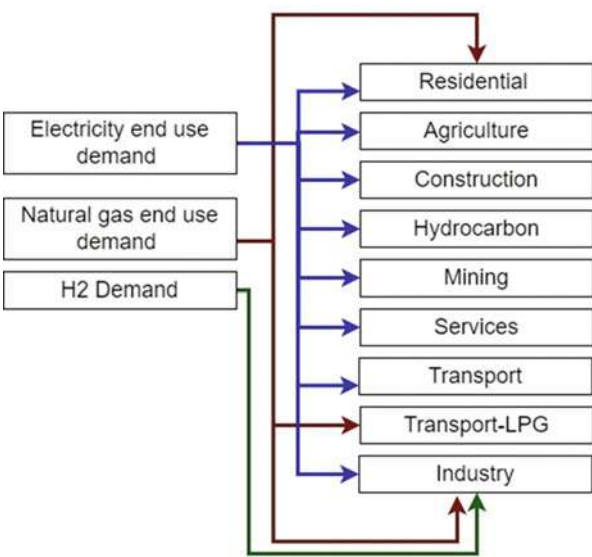 Electricity end use
demand
Natural gas end use
demand
H2 Demand
Residential
Agriculture
Construction
Hydrocarbon
Mining
Services
Transport
Transport-LPG
Industry